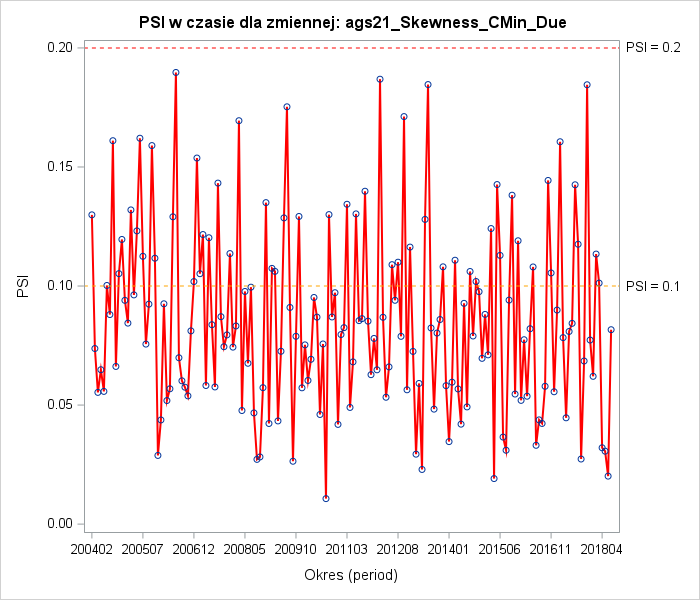 PSI w czasie dla zmiennej: ags21_Skewness_CMin_Due
0.20
PSI = 0.2
0.15
0.10
PSI = 0.1
0.05
0.00
PSI
200402 200507 200612 200805 200910 201103 201208 201401 201506 201611 201804
Okres (period)